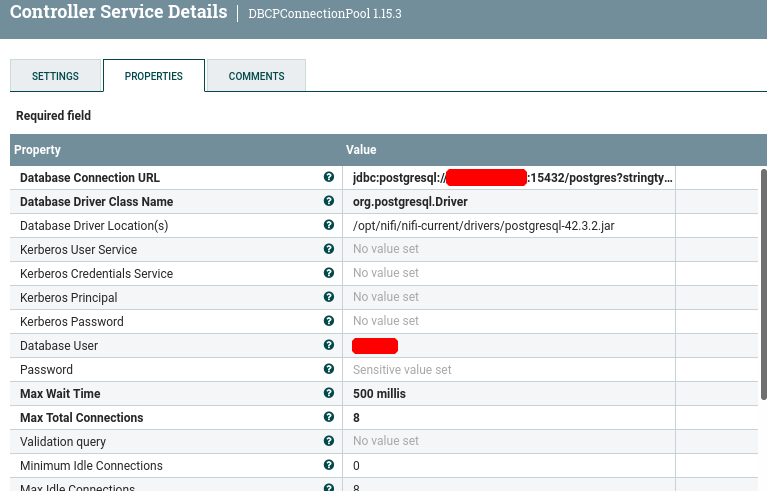 Controller Service Details | DBCPConnectionPool 1.15.3
SETTINGS PROPERTIES COMMENTS
Required field
Property Value
Database Connection URL ? jdbc:postgresql:// :15432/postgres?stringty...
Database Driver Class Name ? org.postgresql.Driver
Database Driver Location(s) ? /opt/nifi/nifi-current/drivers/postgresql-42.3.2.jar
Kerberos User Service ? No value set
Kerberos Credentials Service ? No value set
Kerberos Principal ? No value set
Kerberos Password ? No value set
Database User ?
Password ? Sensitive value set
Max Wait Time ? 500 millis
Max Total Connections ? 8
Validation query ? No value set
Minimum Idle Connections ? 0
Max Idle Connections ? 8